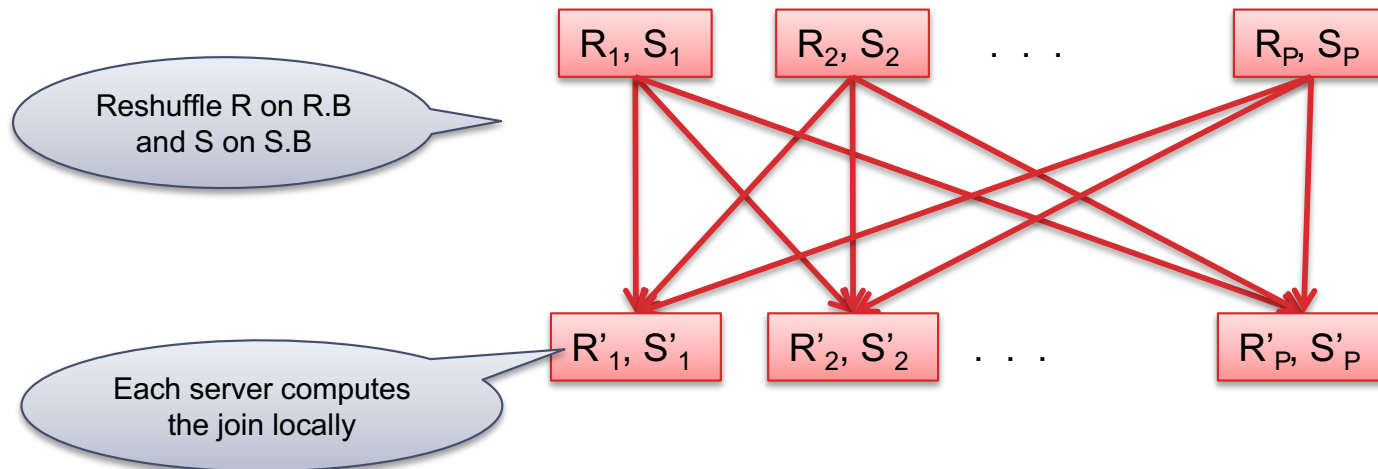 R₁, S₁ R₂, S₂ . . . Rₚ, Sₚ
Reshuffle R on R.B
and S on S.B
R’₁, S’₁ R’₂, S’₂ . . . R’ₚ, S’ₚ
Each server computes
the join locally